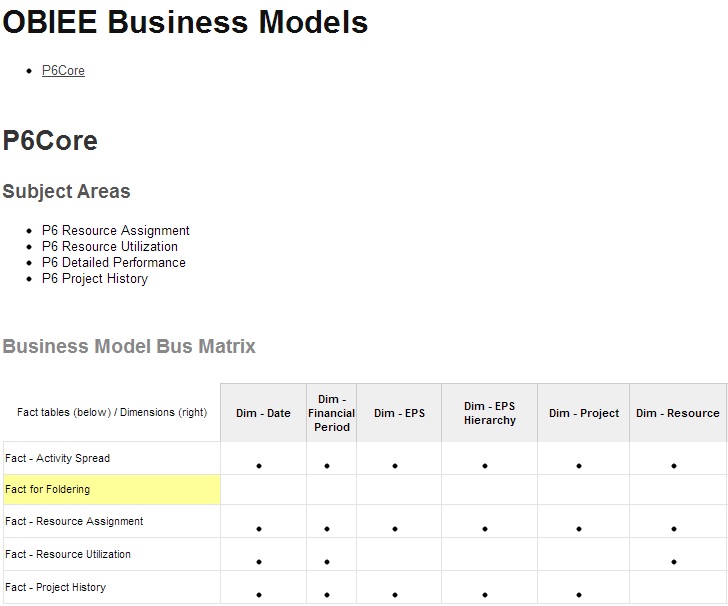 OBIEE Business Models
P6Core
P6Core
Subject Areas
P6 Resource Assignment
P6 Resource Utilization
P6 Detailed Performance
P6 Project History
Business Model Bus Matrix
Fact tables (below) / Dimensions (right)
Dim - Date
Dim -
Financial
Period
Dim - EPS
Dim - EPS
Hierarchy
Dim - Project
Dim - Resource
Fact - Activity Spread
Fact for Foldering
Fact - Resource Assignment
Fact - Resource Utilization
Fact - Project History